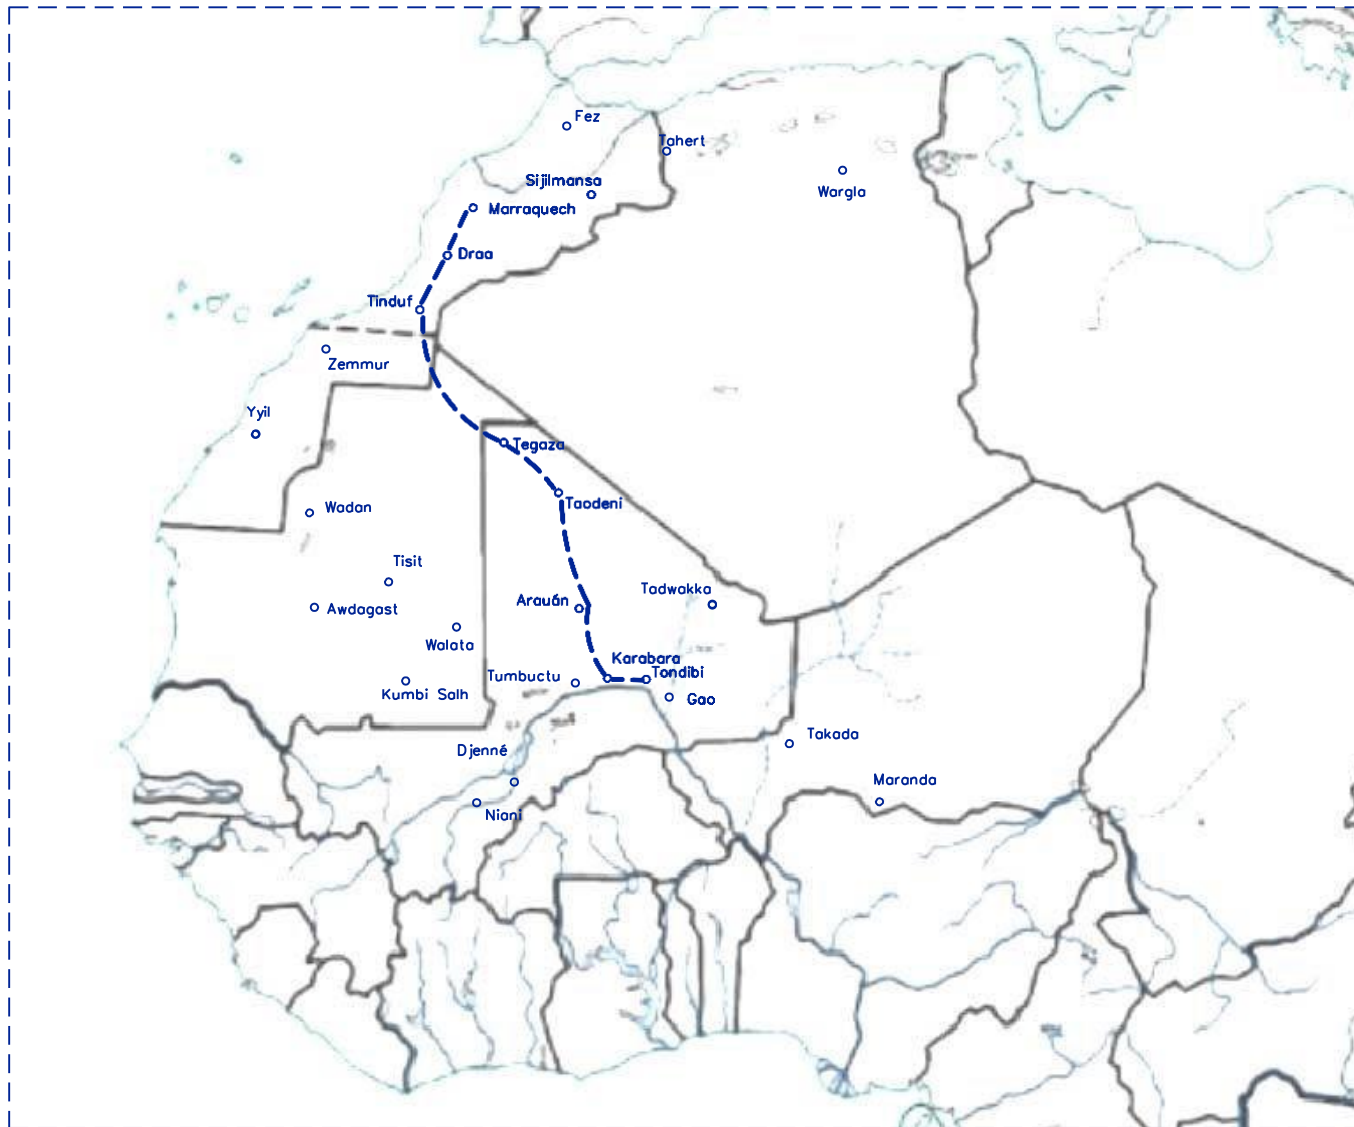 Fez
Tahert
Sijilmansa
Wargla
Marraquech
Draa
Tinduf
Zemmur
Yyil
Tegaza
Wadan
Taodeni
Tisit
Tadwakka
Arauán
Awdagast
Walata
Karabara
Tondibi
Tumbuctu
Kumbi Salh
Gao
Takada
Djenné
Maranda
Niani